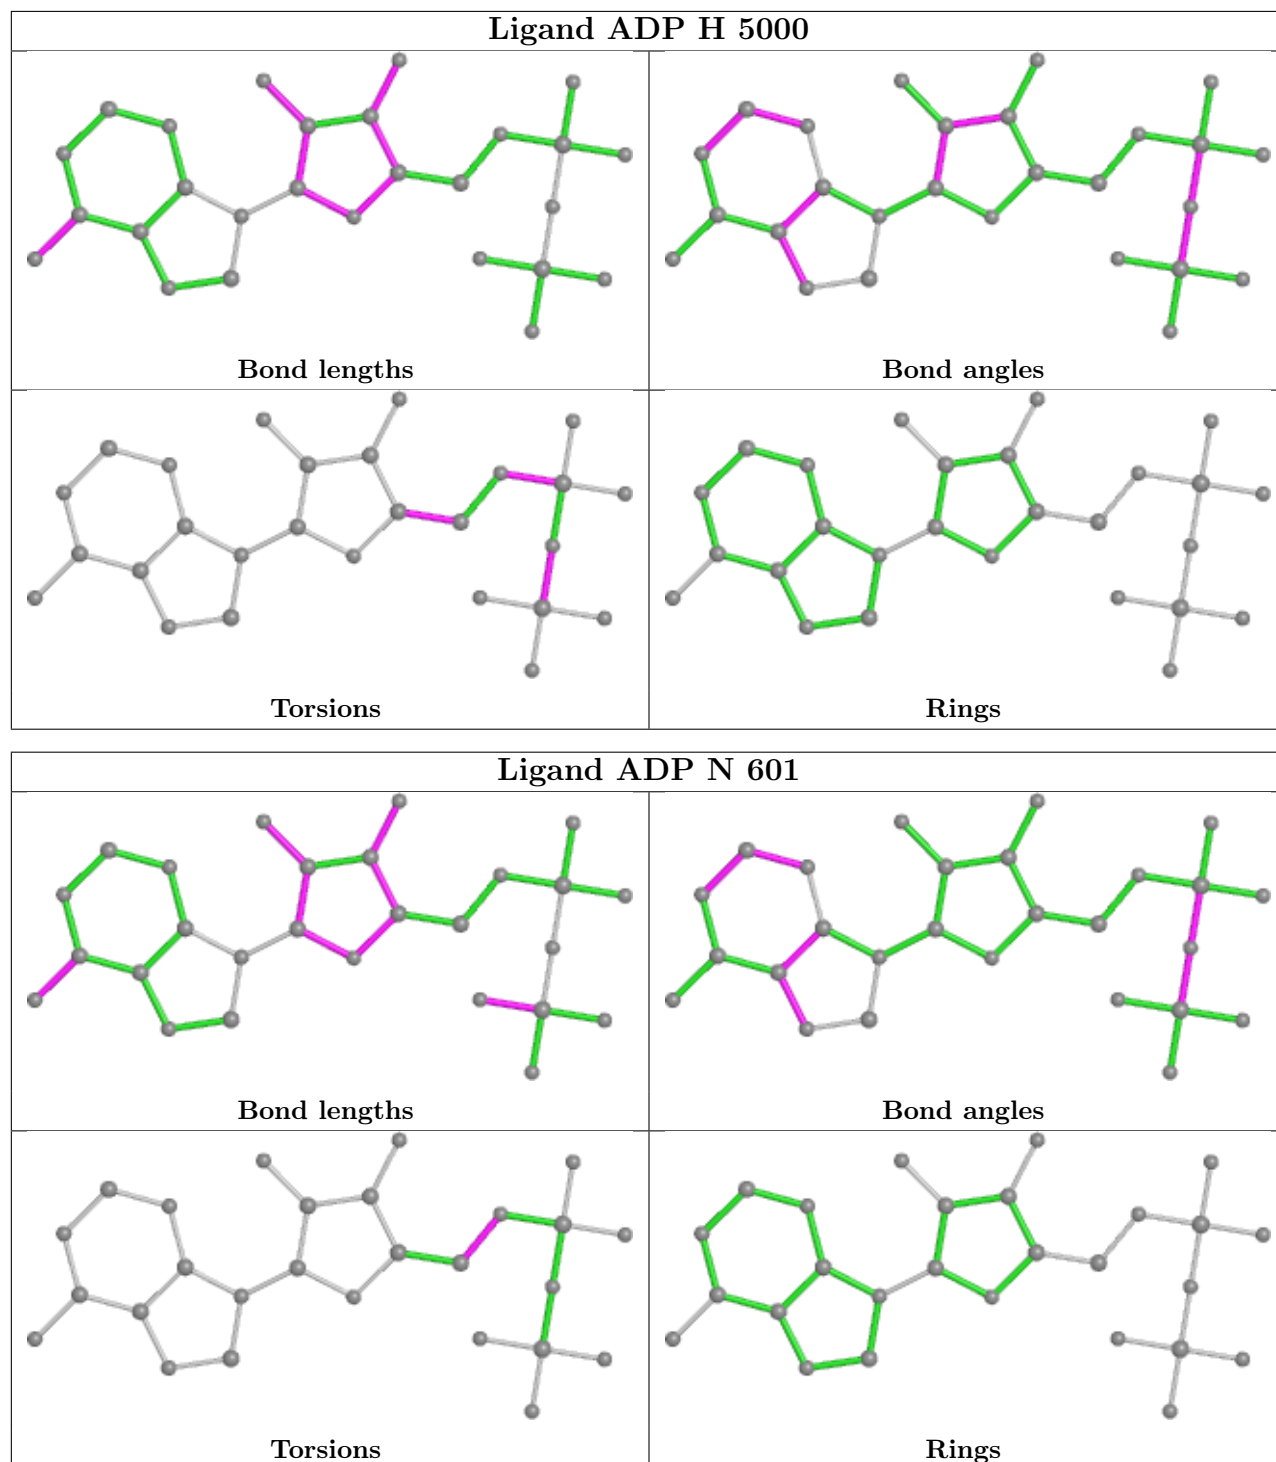 Ligand ADP H 5000
Bond lengths
Bond angles
Torsions
Rings
Ligand ADP N 601
Bond lengths
Bond angles
Torsions
Rings